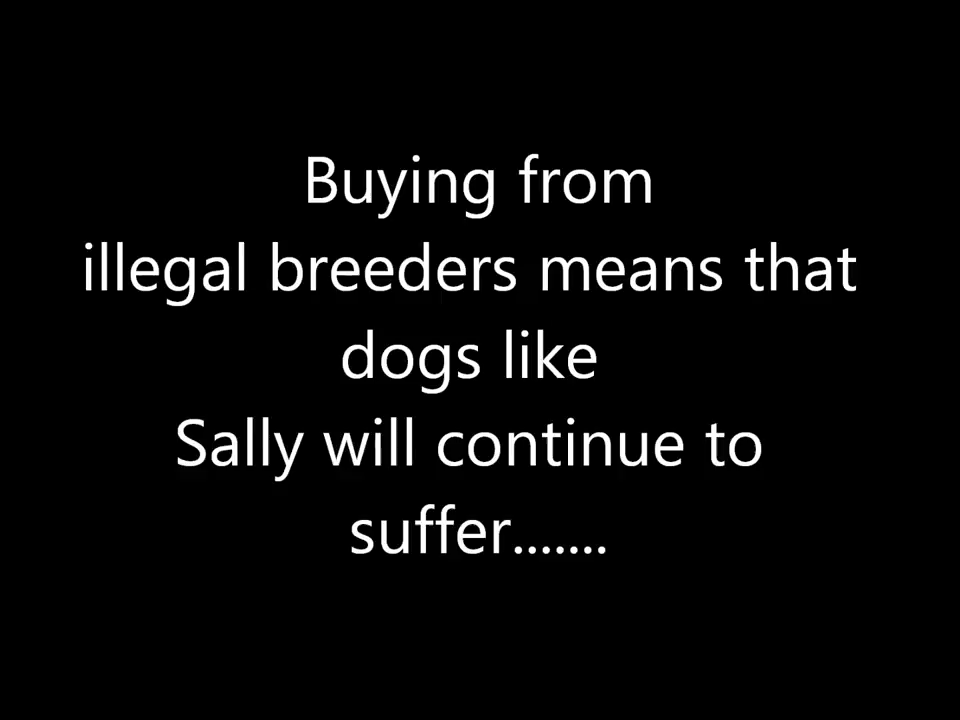 Buying from
illegal breeders means that
dogs like
Sally will continue to
suffer.......